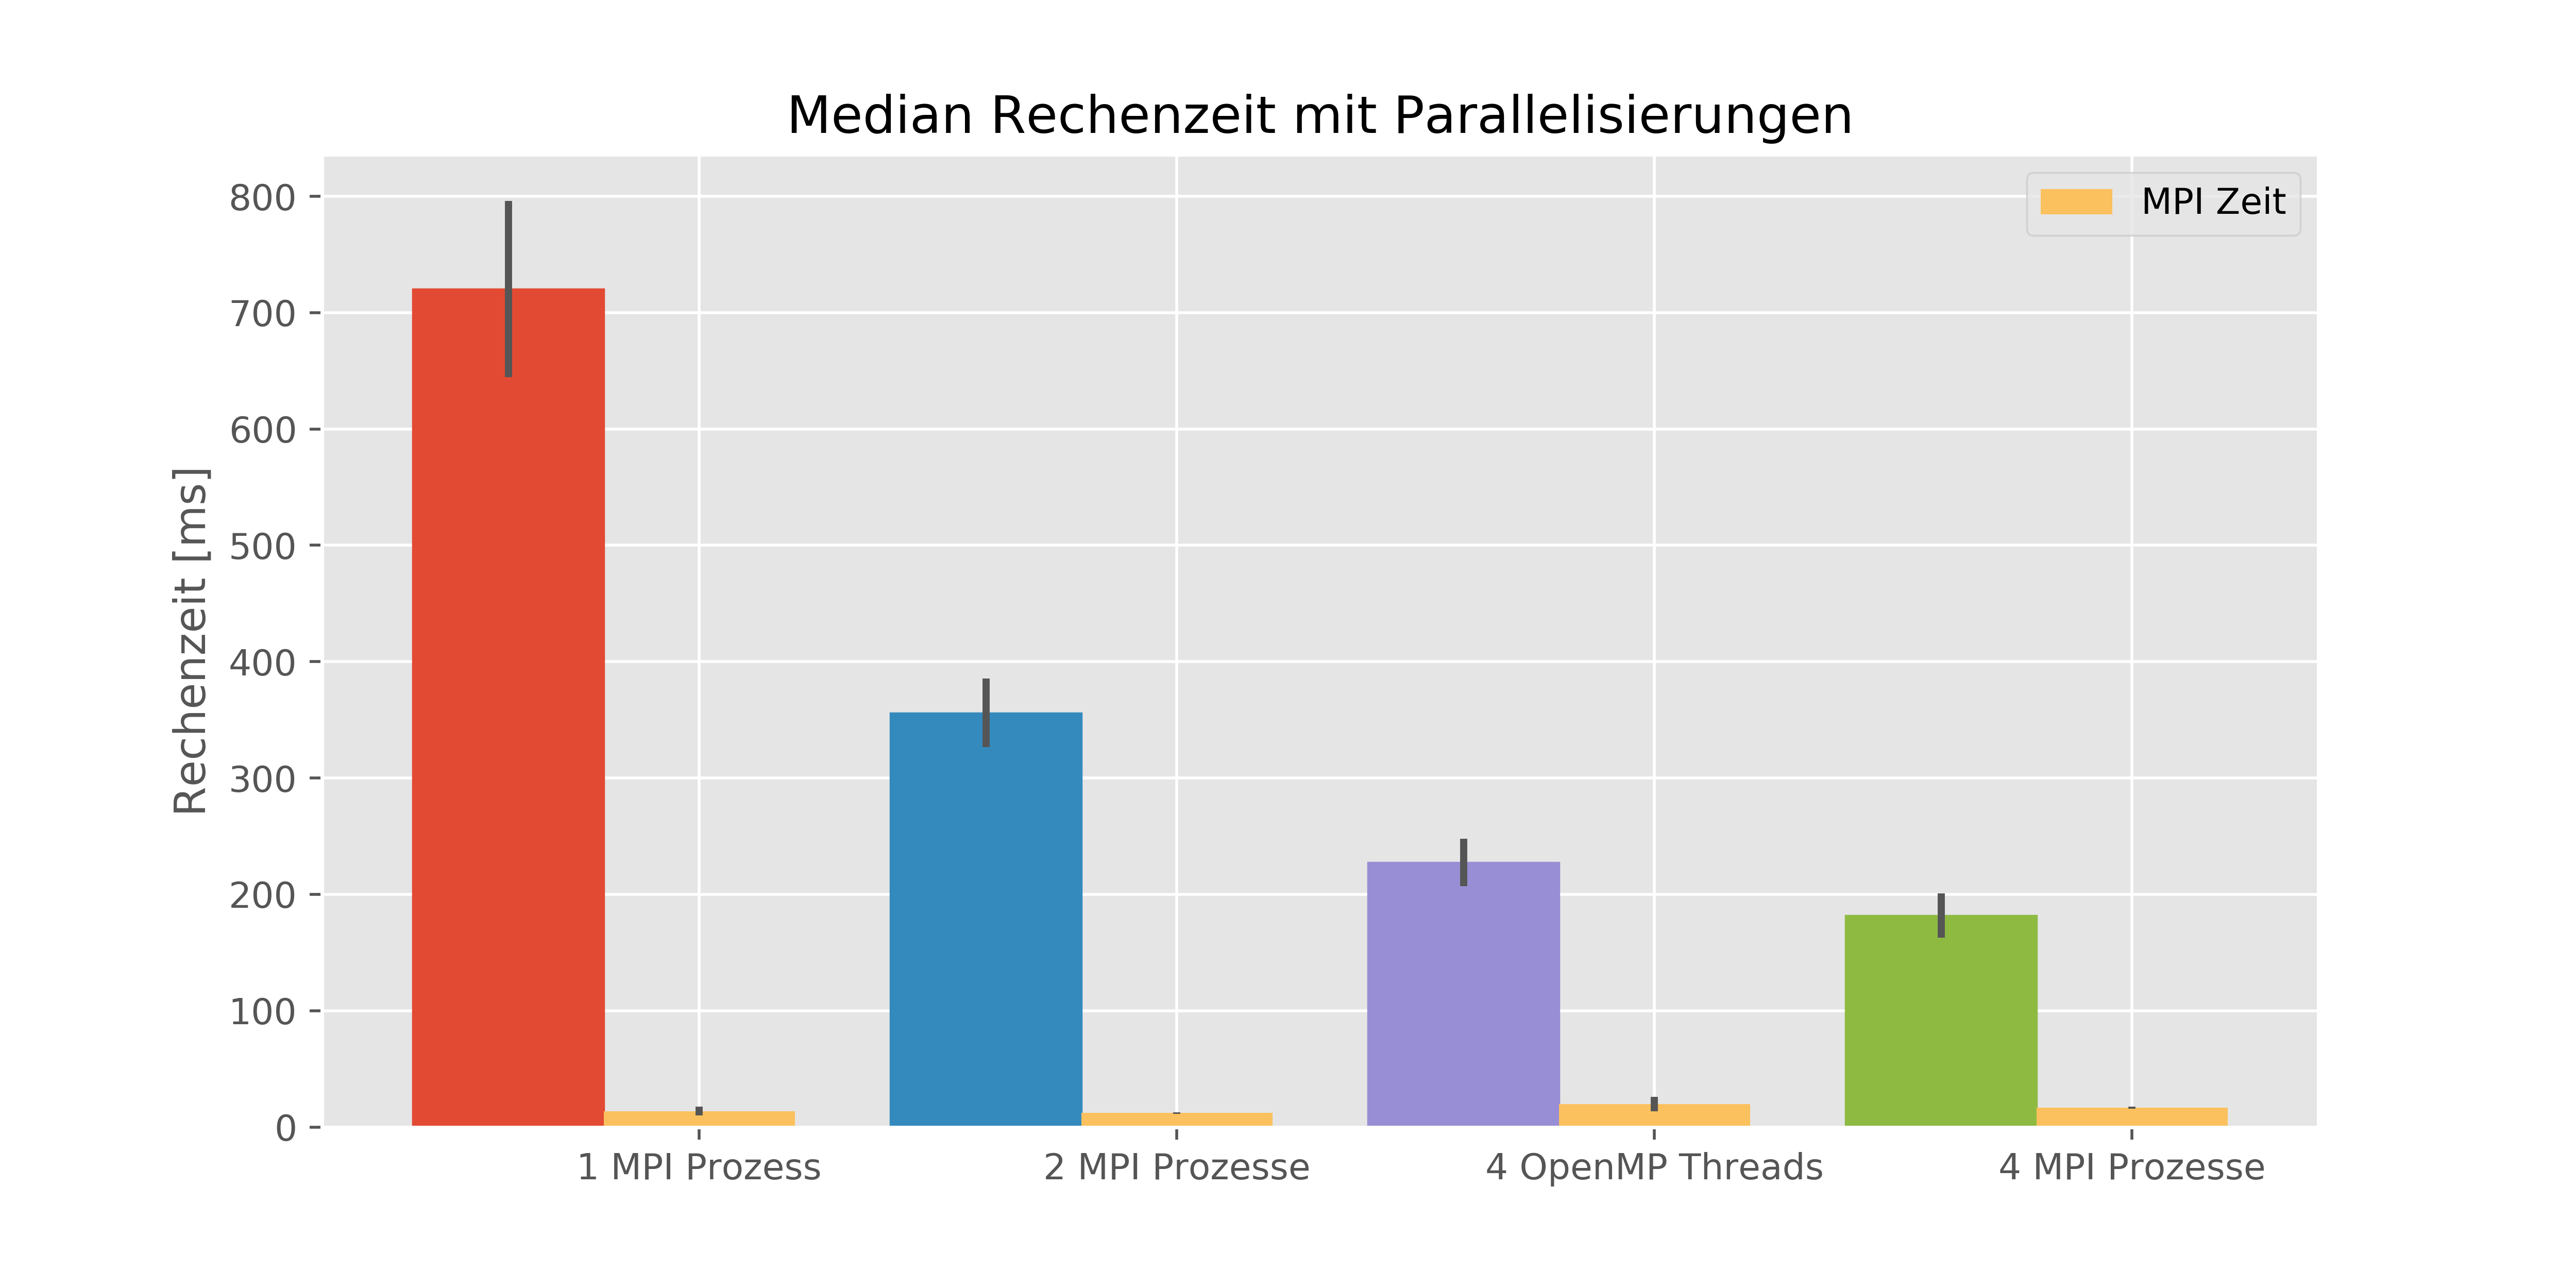 Median Rechenzeit mit Parallelisierungen
MPI Zeit
Rechenzeit [ms]
800
700
600
500
400
300
200
100
0
1 MPI Prozess
2 MPI Prozesse
4 OpenMP Threads
4 MPI Prozesse